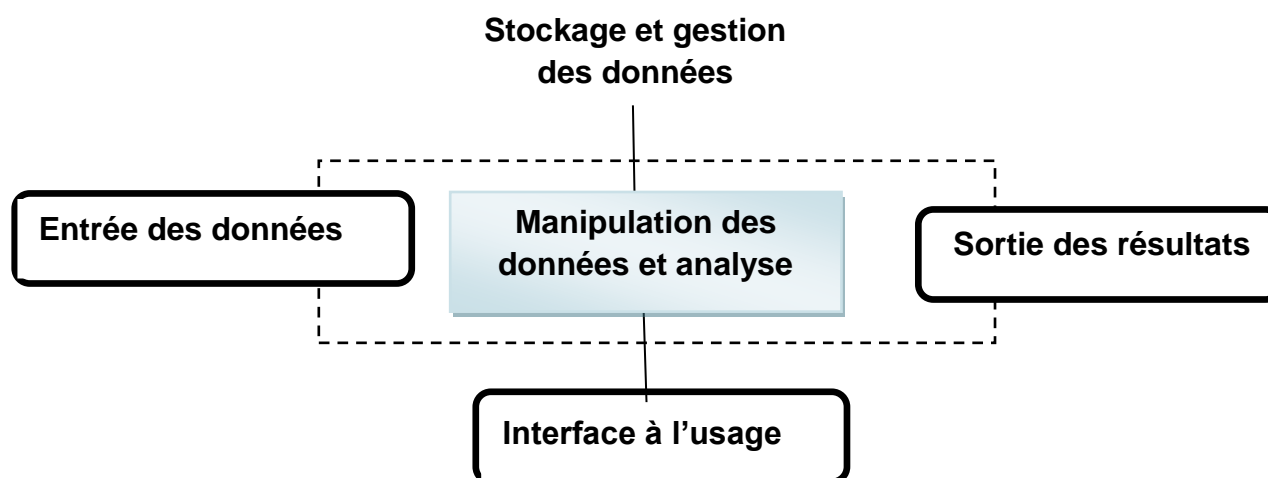 Stockage et gestion
des données
Entrée des données
Manipulation des
données et analyse
Sortie des résultats
Interface à l’usage